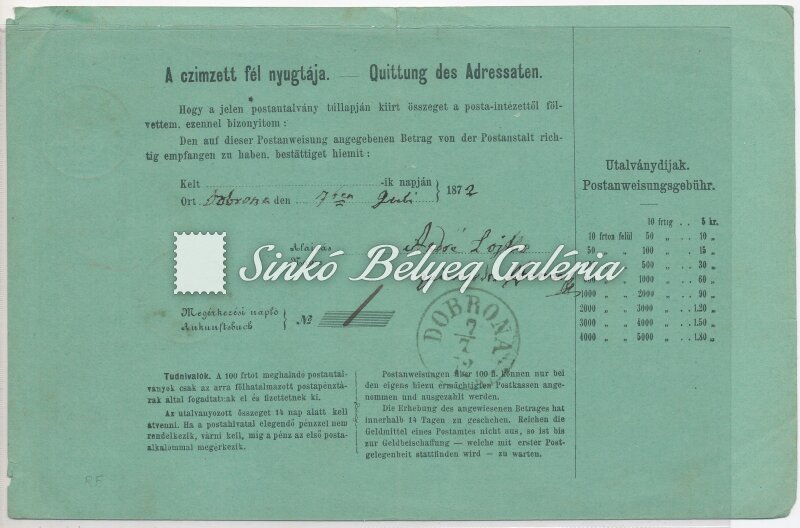 A czimzett fél nyugtája. — Quittung des Adressaten.
Hogy a jelen postautalvány túllapján kiirt összeget a posta-intézettől föl-
vettem, ezennel bizonyitom :
Den auf dieser Postanweisung angegebenen Betrag von der Postanstalt rich-
tig empfangen zu haben, bestättiget hiemit :
Kelt -ik napján
Ort Dobrona den 7ten Juli 1872
Aláirás
Sinkó Bélyeg Galéria
Megérkezési napló
Ankunftsbuch
№ 1
DOBRONA
7
7
Utalványdijak.
Postanweisungsgebühr.
10 frtig . . 5 kr.
10 frton felül 50 „ . . 10 „
50 „ „ 100 „ . . 15 „
„ 500 „ . . 30 „
„ 1000 „ . . 60 „
1000 „ „ 2000 „ . . 90 „
2000 „ „ 3000 „ . . 1.20 „
3000 „ „ 4000 „ . . 1.50 „
4000 „ „ 5000 „ . . 1.80 „
Tudnivalók. A 100 frtot meghaladó postautal-
ványok csak az arra fölhatalmazott postapénztá-
rak által fogadtatnak el és fizettetnek ki.
Az utalványozott összeget 14 nap alatt kell
átvenni. Ha a postahivatal elegendő pénzzel nem
rendelkezik, várni kell, mig a pénz az első posta-
alkalommal megérkezik.
Postanweisungen über 100 fl. können nur bei
den eigens hiezu ermächtigten Postkassen ange-
nommen und ausgezahlt werden.
Die Erhebung des angewiesenen Betrages hat
innerhalb 14 Tagen zu geschehen. Reichen die
Geldmittel eines Postamtes nicht aus, so ist bis
zur Geldbeischaffung — welche mit erster Post-
gelegenheit stattfinden wird — zu warten.